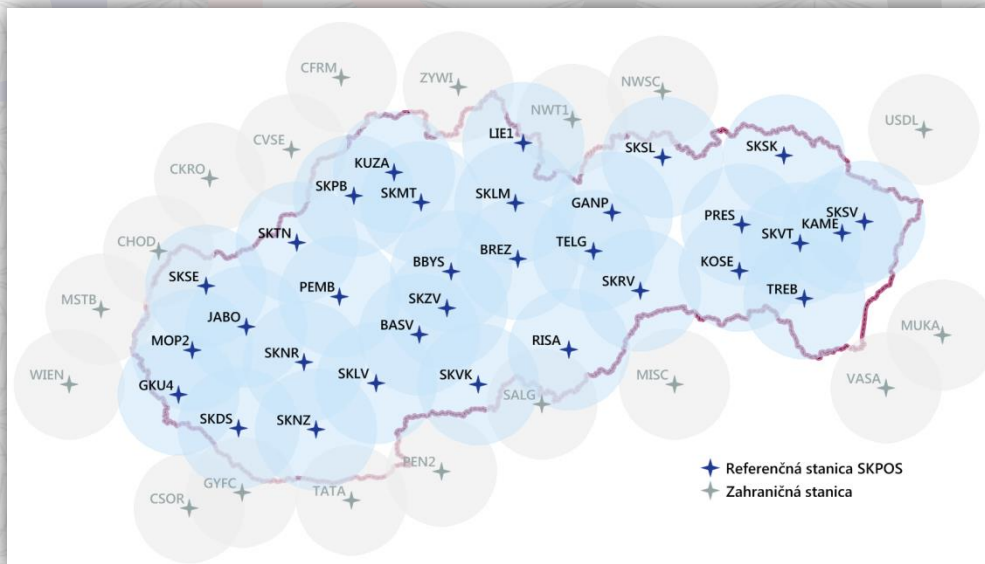 CFRM
ZYWI
NWSC
NWT1
USDL
CVSE
LIE1
SKSL
SKSK
KUZA
CKRO
SKPB
SKMT
SKLM
GANP
PRES
SKSV
KAME
SKVT
CHOD
SKTN
TELG
BREZ
BBYS
KOSE
SKSE
PEMB
SKRV
TREB
MSTB
SKZV
JABO
BASV
MUKA
MOP2
RISA
SKNR
WIEN
SKLV
SKVK
MISC
VASA
GKU4
SALG
SKDS
SKNZ
PEN2
Referenčná stanica SKPOS
GYFC
TATA
CSOR
Zahraničná stanica